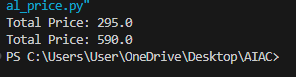 al_price.py"
Total Price: 295.0
Total Price: 590.0
PS C:\Users\User\OneDrive\Desktop\AIAC>